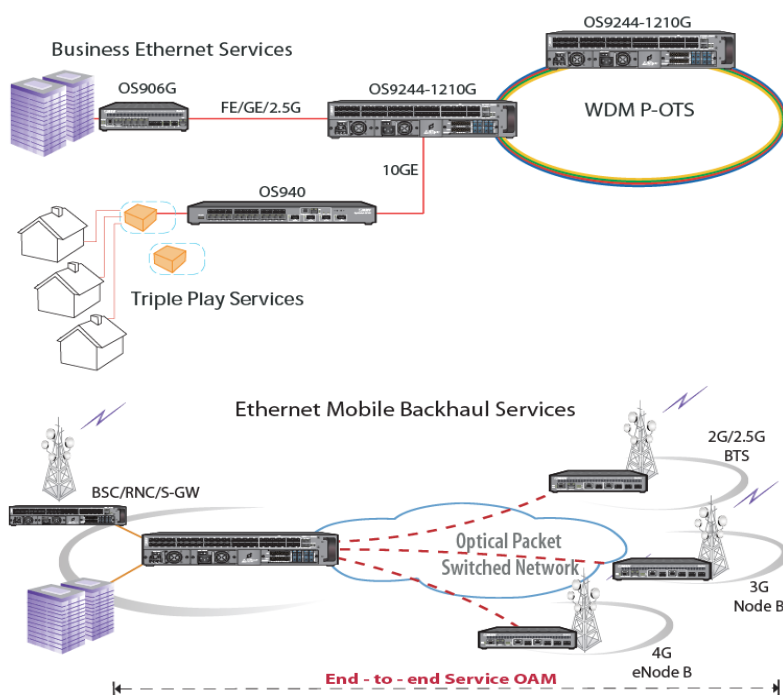 OS9244-1210G
Business Ethernet Services
OS906G
OS9244-1210G
FE/GE/2.5G
WDM P-OTS
10GE
OS940
Triple Play Services
Ethernet Mobile Backhaul Services
2G/2.5G
BTS
BSC/RNC/S-GW
Optical Packet
Switched Network
3G
Node B
4G
eNode B
End - to - end Service OAM